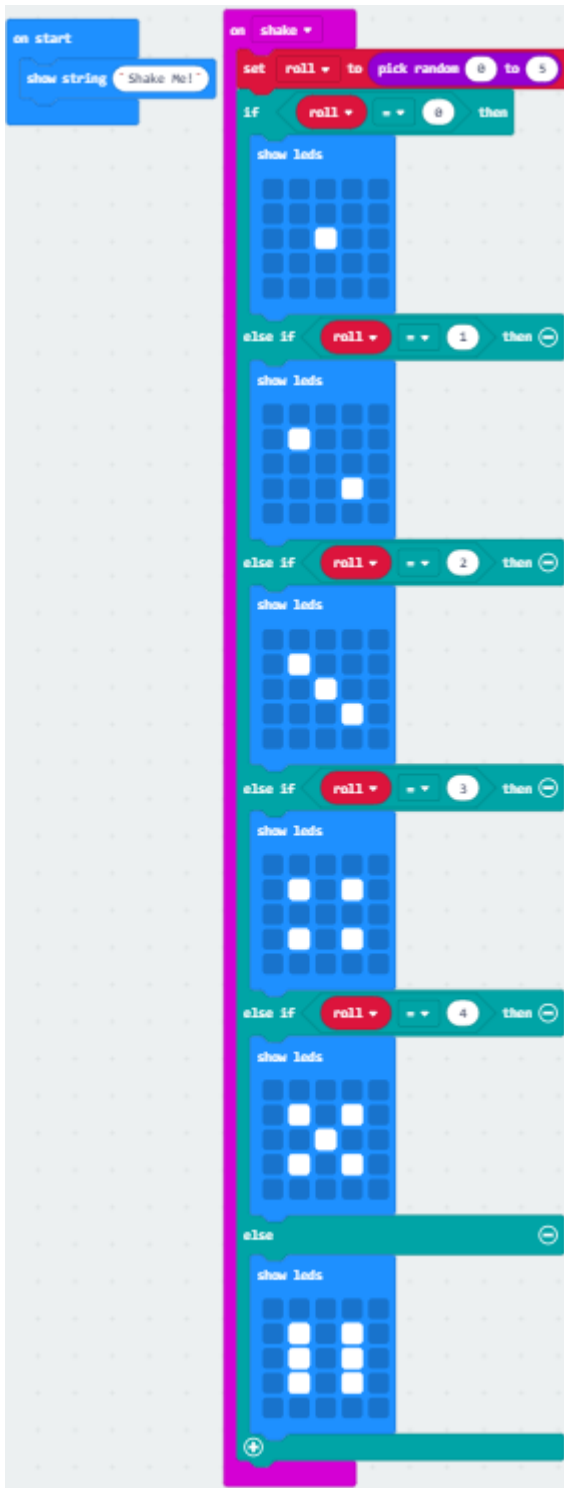 on start
show string "Shake Me!"
on shake
set roll to pick random 0 to 5
if roll = 0 then
show leds
else if roll = 1 then
show leds
else if roll = 2 then
show leds
else if roll = 3 then
show leds
else if roll = 4 then
show leds
else
show leds